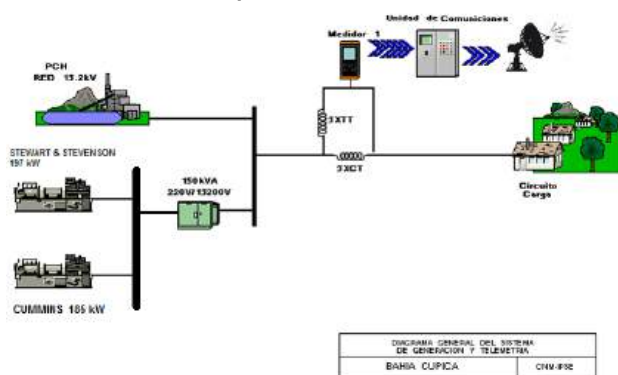 Unidad de Comuniciones
Medidor 1
PCH
RED 13.2kV
3XTT
STEWART & STEVENSON
197 kW
150kVA
220V/13200V
3XCT
Circuito
Carga
CUMMINS 185 kW
DIAGRAMA GENERAL DEL SISTEMA
DE GENERACION Y TELEMETRIA
BAHIA CUPICA
CNM-IPSE